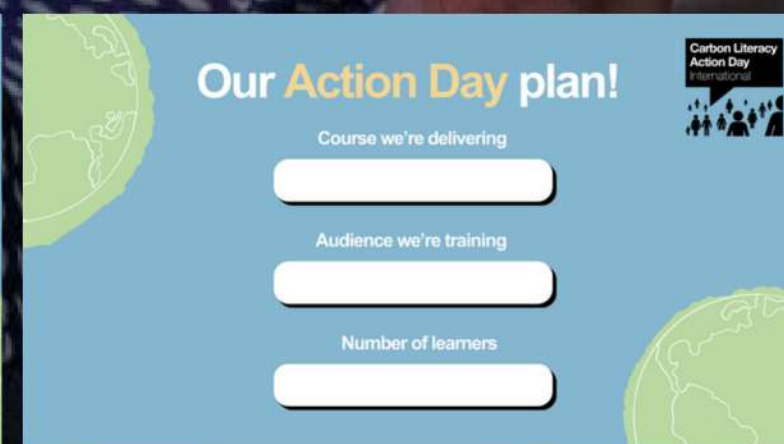 Our Action Day plan!
Carbon Literacy
Action Day
International
Course we're delivering
Audience we're training
Number of learners